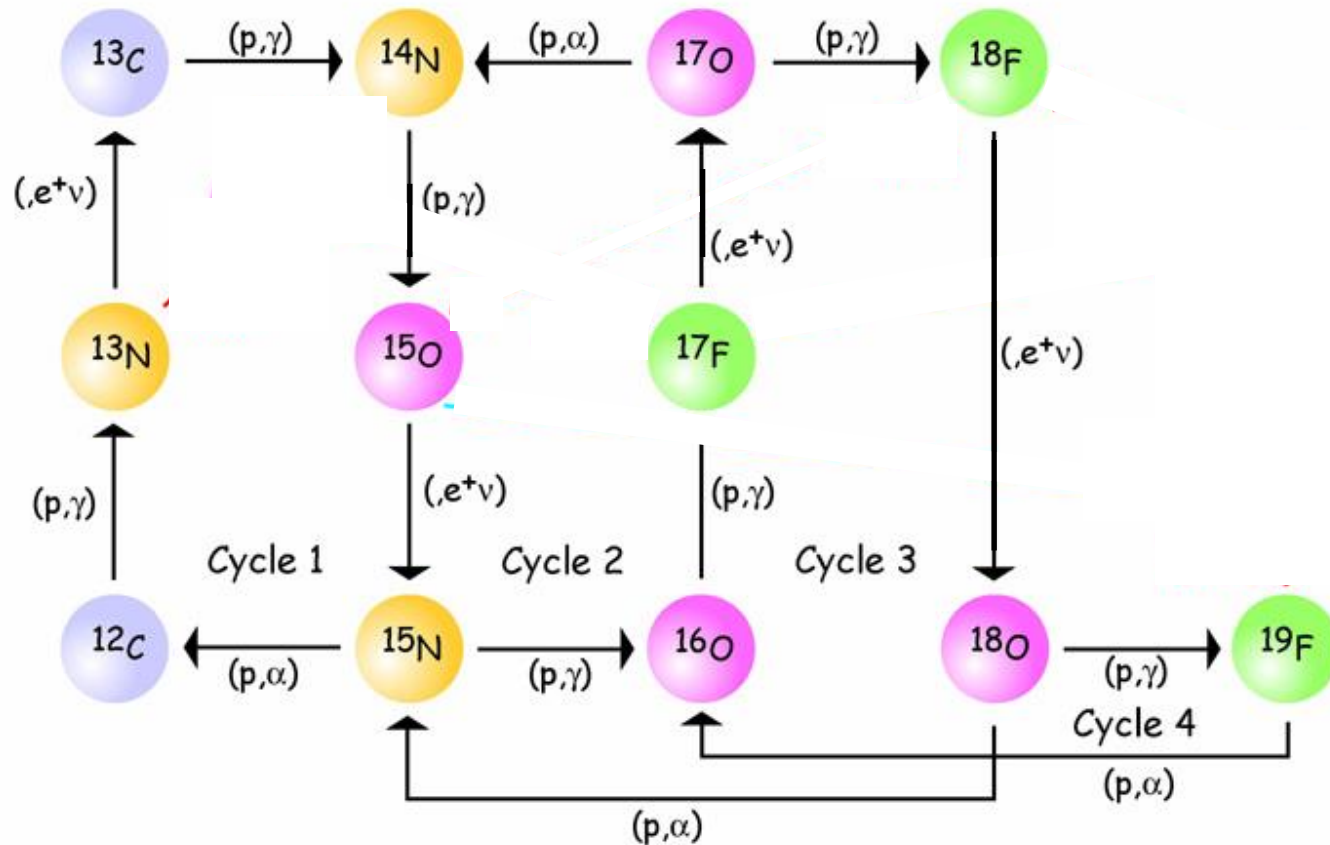 ¹³C (p,γ) ¹⁴N (p,α) ¹⁷O (p,γ) ¹⁸F
(,e⁺ν) (p,γ) (,e⁺ν)
¹³N ¹⁵O ¹⁷F (,e⁺ν)
(p,γ) (,e⁺ν) (p,γ)
Cycle 1 Cycle 2 Cycle 3
¹²C (p,α) ¹⁵N (p,γ) ¹⁶O ¹⁸O (p,γ) ¹⁹F
Cycle 4
(p,α)
(p,α)